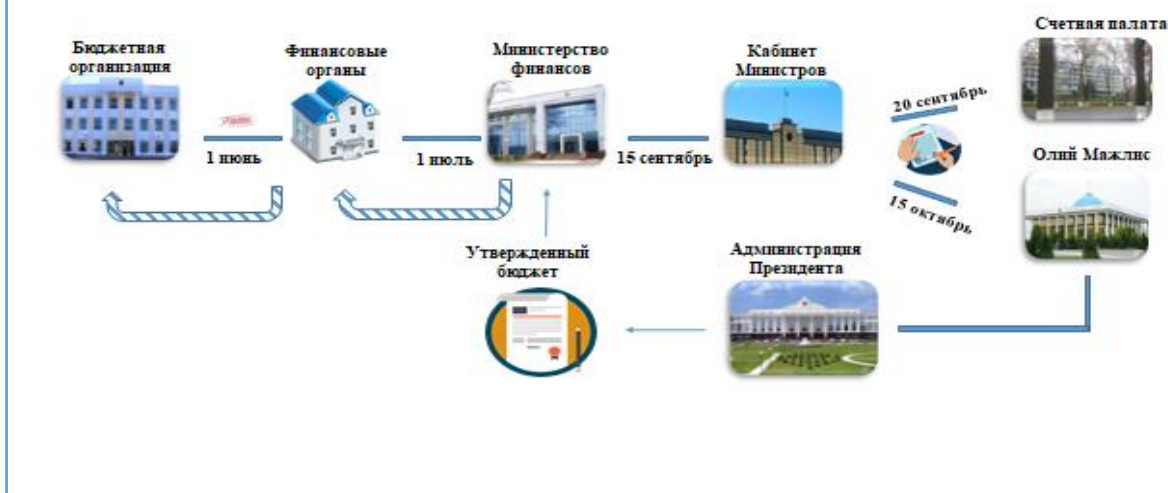 Бюджетная
организация
Финансовые
органы
Министерство
финансов
Кабинет
Министров
Счетная палата
1 июнь
1 июль
15 сентябрь
20 сентябрь
15 октябрь
Олий Мажлис
Утвержденный
бюджет
Администрация
Президента